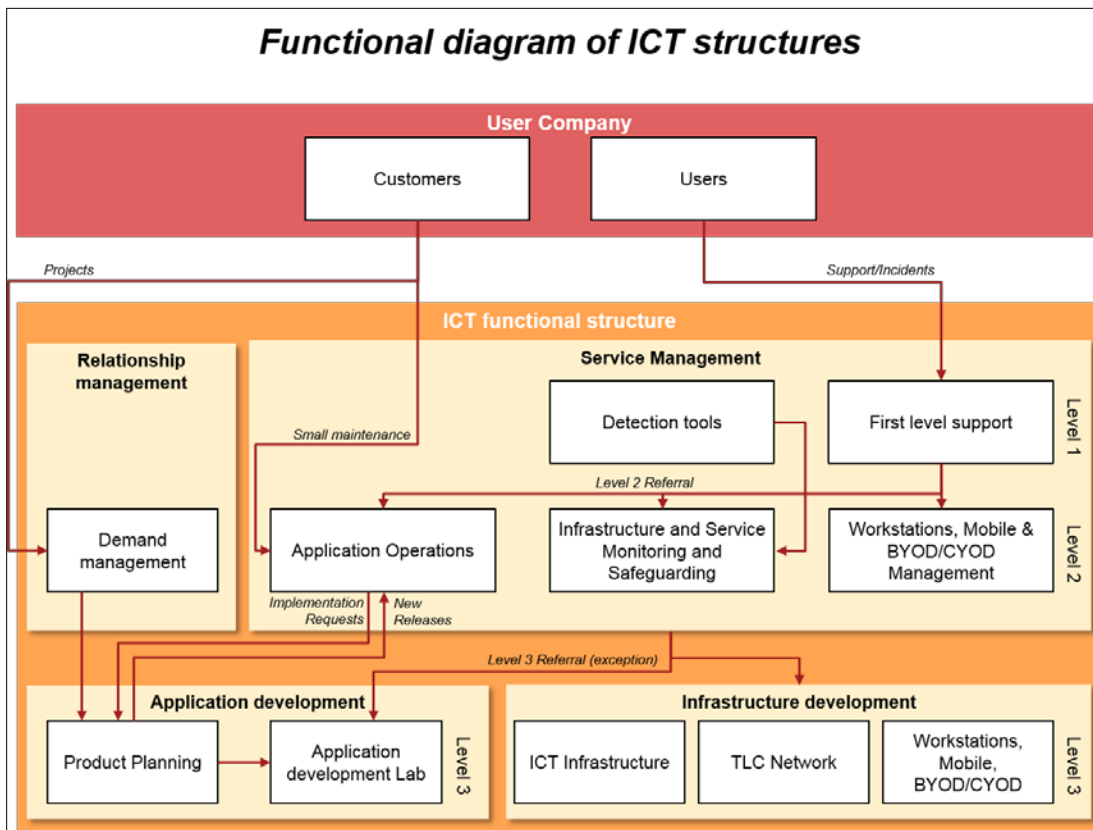 Functional diagram of ICT structures
User Company
Customers
Users
Projects
Support/Incidents
ICT functional structure
Relationship
management
Service Management
Detection tools
First level support
Level 1
Small maintenance
Level 2 Referral
Demand
management
Application Operations
Infrastructure and Service
Monitoring and
Safeguarding
Workstations, Mobile &
BYOD/CYOD
Management
Level 2
Implementation
Requests
New
Releases
Level 3 Referral (exception)
Application development
Infrastructure development
Product Planning
Application
development Lab
Level 3
ICT Infrastructure
TLC Network
Workstations,
Mobile,
BYOD/CYOD
Level 3